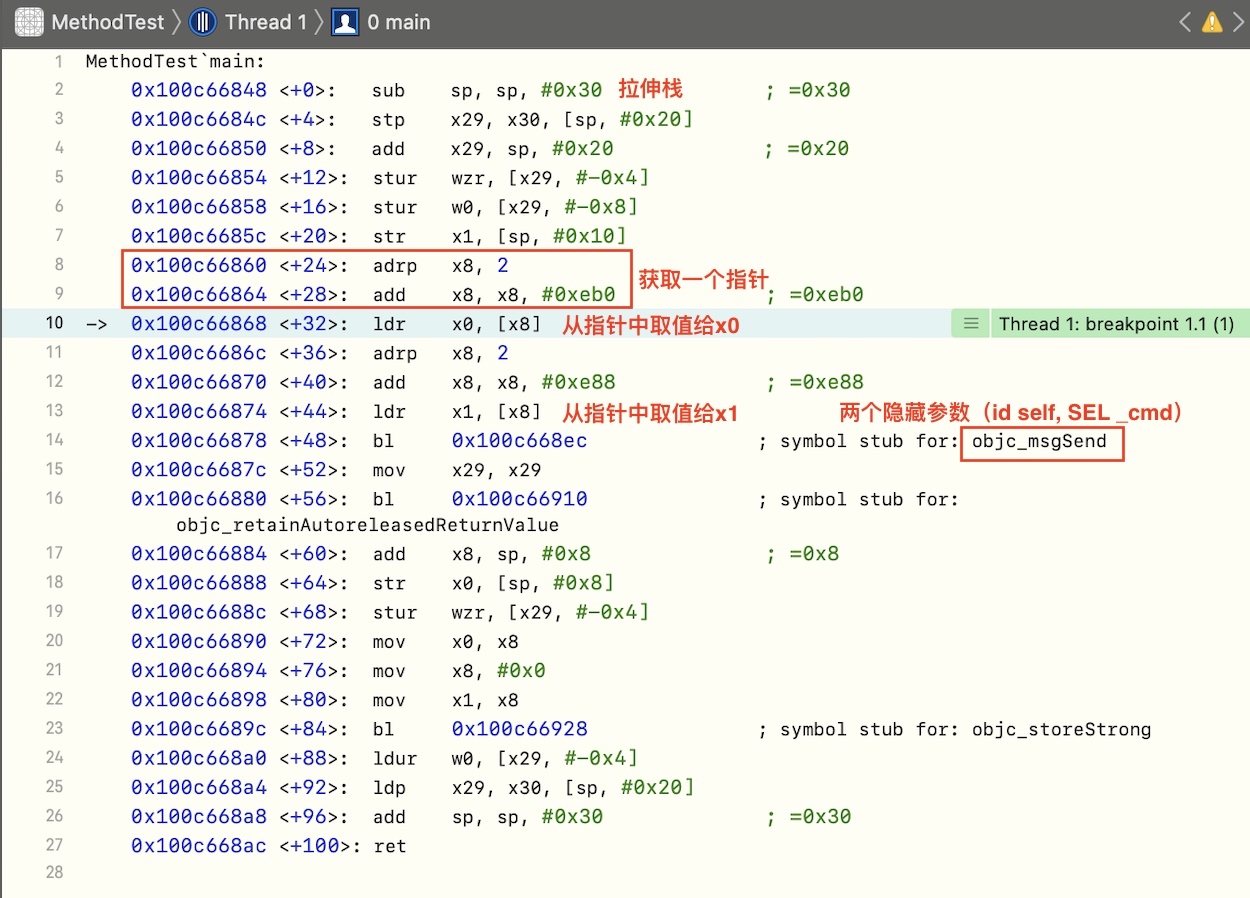 MethodTest 〉 Thread 1 〉 0 main
1 MethodTest`main:
2 0x100c66848 <+0>: sub sp, sp, #0x30 拉伸栈 ; =0x30
3 0x100c6684c <+4>: stp x29, x30, [sp, #0x20]
4 0x100c66850 <+8>: add x29, sp, #0x20 ; =0x20
5 0x100c66854 <+12>: stur wzr, [x29, #-0x4]
6 0x100c66858 <+16>: stur w0, [x29, #-0x8]
7 0x100c6685c <+20>: str x1, [sp, #0x10]
8 0x100c66860 <+24>: adrp x8, 2
获取一个指针
9 0x100c66864 <+28>: add x8, x8, #0xeb0 ; =0xeb0
10 -> 0x100c66868 <+32>: ldr x0, [x8] 从指针中取值给x0 Thread 1: breakpoint 1.1 (1)
11 0x100c6686c <+36>: adrp x8, 2
12 0x100c66870 <+40>: add x8, x8, #0xe88 ; =0xe88
13 0x100c66874 <+44>: ldr x1, [x8] 从指针中取值给x1 两个隐藏参数（id self, SEL _cmd）
14 0x100c66878 <+48>: bl 0x100c668ec ; symbol stub for: objc_msgSend
15 0x100c6687c <+52>: mov x29, x29
16 0x100c66880 <+56>: bl 0x100c66910 ; symbol stub for:
objc_retainAutoreleasedReturnValue
17 0x100c66884 <+60>: add x8, sp, #0x8 ; =0x8
18 0x100c66888 <+64>: str x0, [sp, #0x8]
19 0x100c6688c <+68>: stur wzr, [x29, #-0x4]
20 0x100c66890 <+72>: mov x0, x8
21 0x100c66894 <+76>: mov x8, #0x0
22 0x100c66898 <+80>: mov x1, x8
23 0x100c6689c <+84>: bl 0x100c66928 ; symbol stub for: objc_storeStrong
24 0x100c668a0 <+88>: ldur w0, [x29, #-0x4]
25 0x100c668a4 <+92>: ldp x29, x30, [sp, #0x20]
26 0x100c668a8 <+96>: add sp, sp, #0x30 ; =0x30
27 0x100c668ac <+100>: ret
28